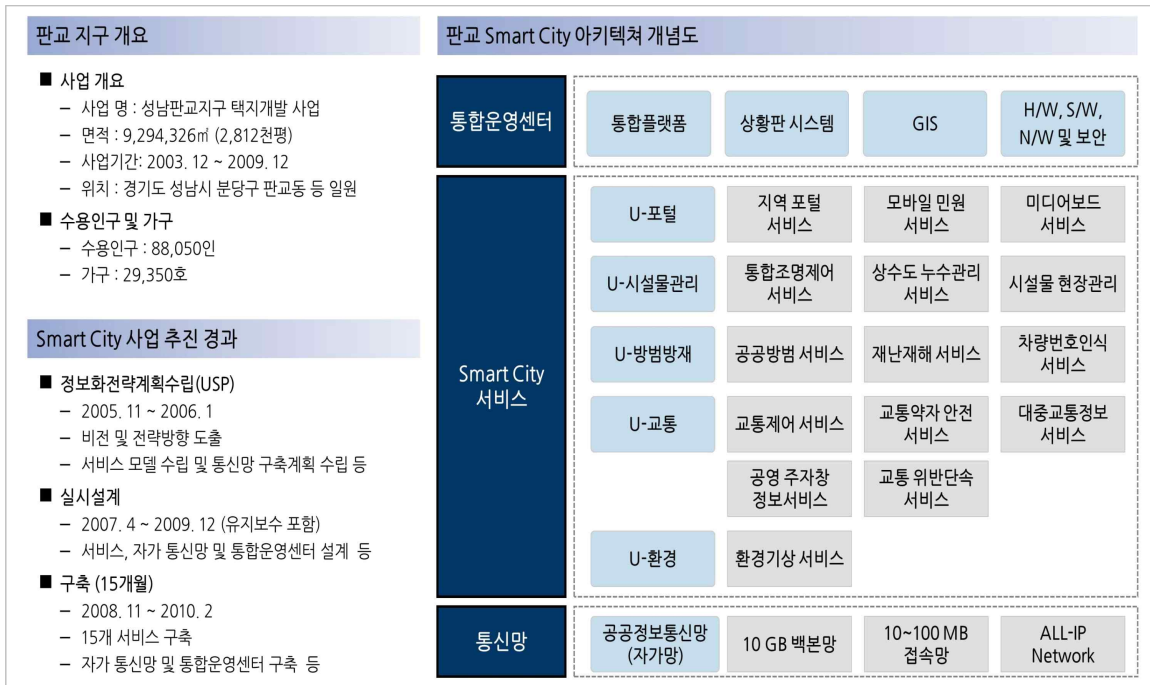 판교 지구 개요
■ 사업 개요
– 사업 명 : 성남판교지구 택지개발 사업
– 면적 : 9,294,326㎡ (2,812천평)
– 사업기간: 2003. 12 ~ 2009. 12
– 위치 : 경기도 성남시 분당구 판교동 등 일원
■ 수용인구 및 가구
– 수용인구 : 88,050인
– 가구 : 29,350호
Smart City 사업 추진 경과
■ 정보화전략계획수립(USP)
– 2005. 11 ~ 2006. 1
– 비전 및 전략방향 도출
– 서비스 모델 수립 및 통신망 구축계획 수립 등
■ 실시설계
– 2007. 4 ~ 2009. 12 (유지보수 포함)
– 서비스, 자가 통신망 및 통합운영센터 설계 등
■ 구축 (15개월)
– 2008. 11 ~ 2010. 2
– 15개 서비스 구축
– 자가 통신망 및 통합운영센터 구축 등
판교 Smart City 아키텍쳐 개념도
통합운영센터
통합플랫폼
상황판 시스템
GIS
H/W, S/W,
N/W 및 보안
Smart City
서비스
U-포털
지역 포털
서비스
모바일 민원
서비스
미디어보드
서비스
U-시설물관리
통합조명제어
서비스
상수도 누수관리
서비스
시설물 현장관리
U-방범방재
공공방범 서비스
재난재해 서비스
차량번호인식
서비스
U-교통
교통제어 서비스
교통약자 안전
서비스
대중교통정보
서비스
공영 주자창
정보서비스
교통 위반단속
서비스
U-환경
환경기상 서비스
통신망
공공정보통신망
(자가망)
10 GB 백본망
10~100 MB
접속망
ALL-IP
Network